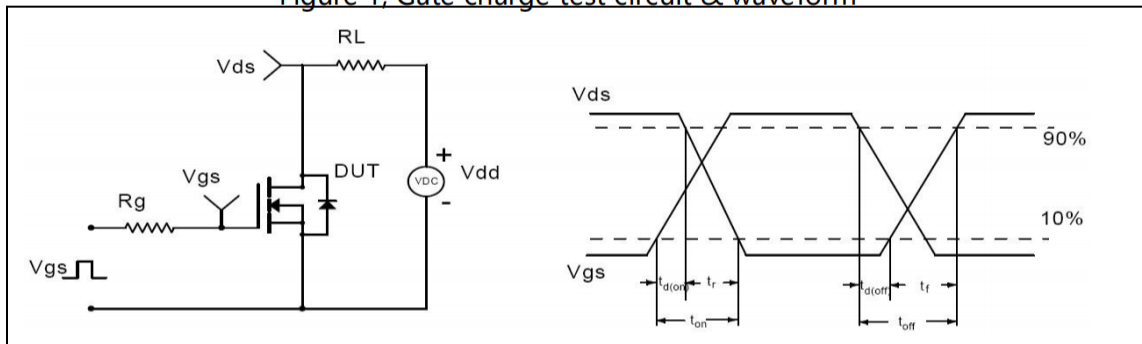 Figure 1, Gate charge test circuit & waveform
RL
Vds
Vgs
DUT
VDC
+
-
Vdd
Rg
Vgs
Vds
90%
10%
Vgs
td(on)
tr
td(off)
tf
ton
toff